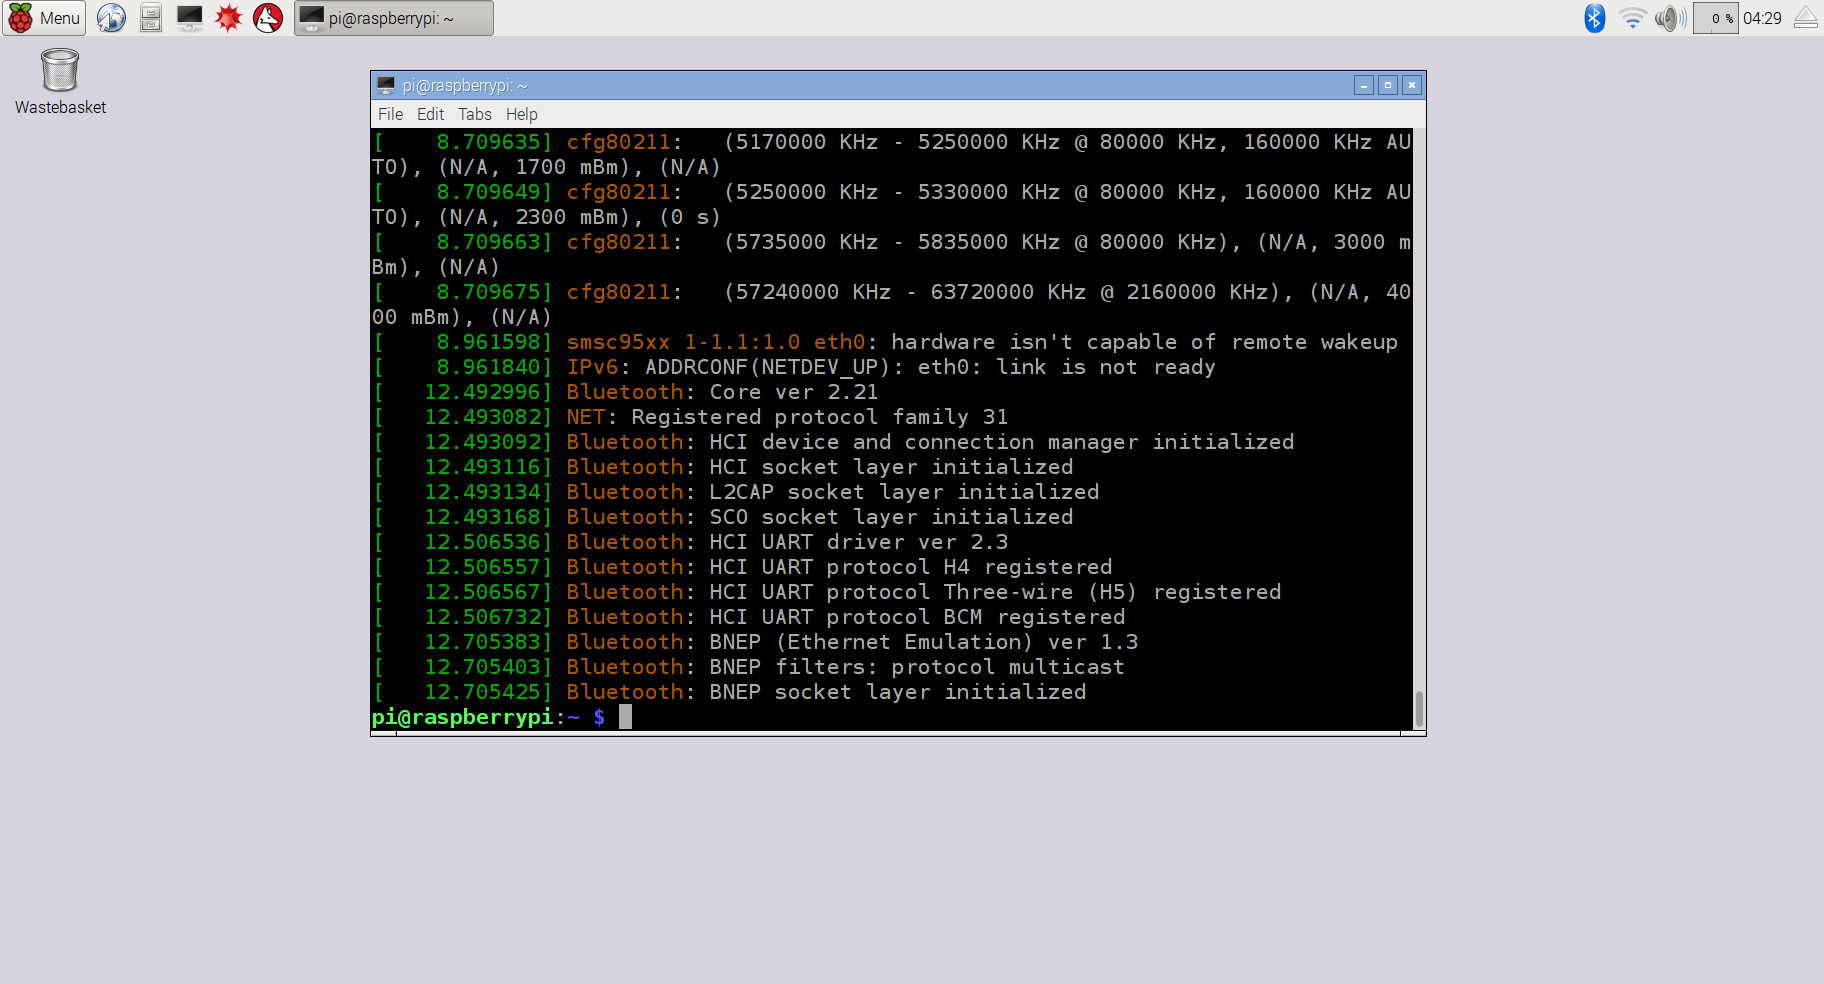 Menu pi@raspberrypi: ~ 0 % 04:29
Wastebasket
pi@raspberrypi: ~
File Edit Tabs Help
[    8.709635] cfg80211:   (5170000 KHz - 5250000 KHz @ 80000 KHz, 160000 KHz AU
TO), (N/A, 1700 mBm), (N/A)
[    8.709649] cfg80211:   (5250000 KHz - 5330000 KHz @ 80000 KHz, 160000 KHz AU
TO), (N/A, 2300 mBm), (0 s)
[    8.709663] cfg80211:   (5735000 KHz - 5835000 KHz @ 80000 KHz), (N/A, 3000 m
Bm), (N/A)
[    8.709675] cfg80211:   (57240000 KHz - 63720000 KHz @ 2160000 KHz), (N/A, 40
00 mBm), (N/A)
[    8.961598] smsc95xx 1-1.1:1.0 eth0: hardware isn't capable of remote wakeup
[    8.961840] IPv6: ADDRCONF(NETDEV_UP): eth0: link is not ready
[   12.492996] Bluetooth: Core ver 2.21
[   12.493082] NET: Registered protocol family 31
[   12.493092] Bluetooth: HCI device and connection manager initialized
[   12.493116] Bluetooth: HCI socket layer initialized
[   12.493134] Bluetooth: L2CAP socket layer initialized
[   12.493168] Bluetooth: SCO socket layer initialized
[   12.506536] Bluetooth: HCI UART driver ver 2.3
[   12.506557] Bluetooth: HCI UART protocol H4 registered
[   12.506567] Bluetooth: HCI UART protocol Three-wire (H5) registered
[   12.506732] Bluetooth: HCI UART protocol BCM registered
[   12.705383] Bluetooth: BNEP (Ethernet Emulation) ver 1.3
[   12.705403] Bluetooth: BNEP filters: protocol multicast
[   12.705425] Bluetooth: BNEP socket layer initialized
pi@raspberrypi:~ $